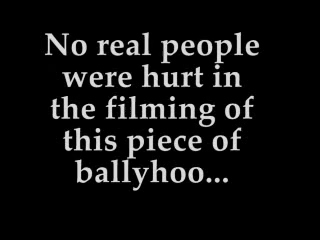 No real people
were hurt in
the filming of
this piece of
ballyhoo...